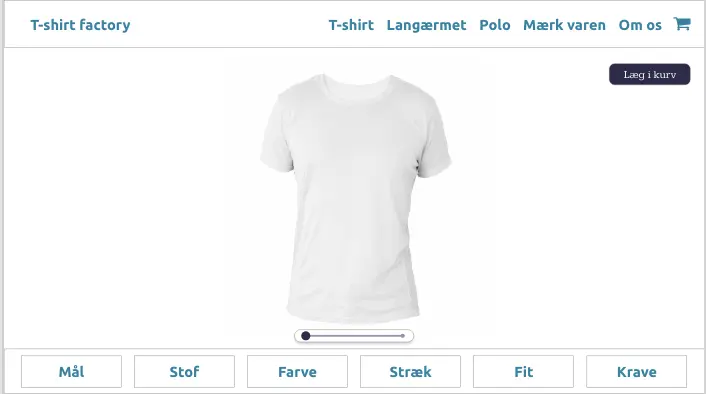 T-shirt factory
T-shirt Langærmet Polo Mærk varen Om os
Læg i kurv
Mål Stof Farve Stræk Fit Krave